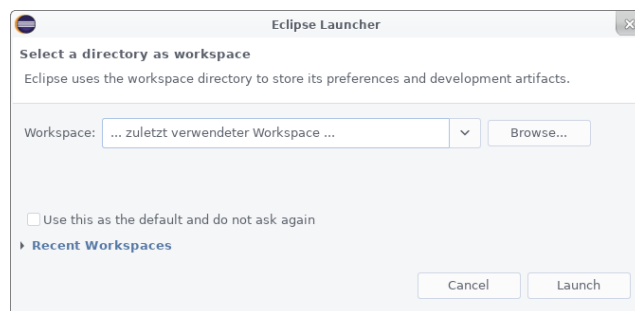 Eclipse Launcher
Select a directory as workspace
Eclipse uses the workspace directory to store its preferences and development artifacts.
Workspace: ... zuletzt verwendeter Workspace ... Browse...
Use this as the default and do not ask again
Recent Workspaces
Cancel Launch